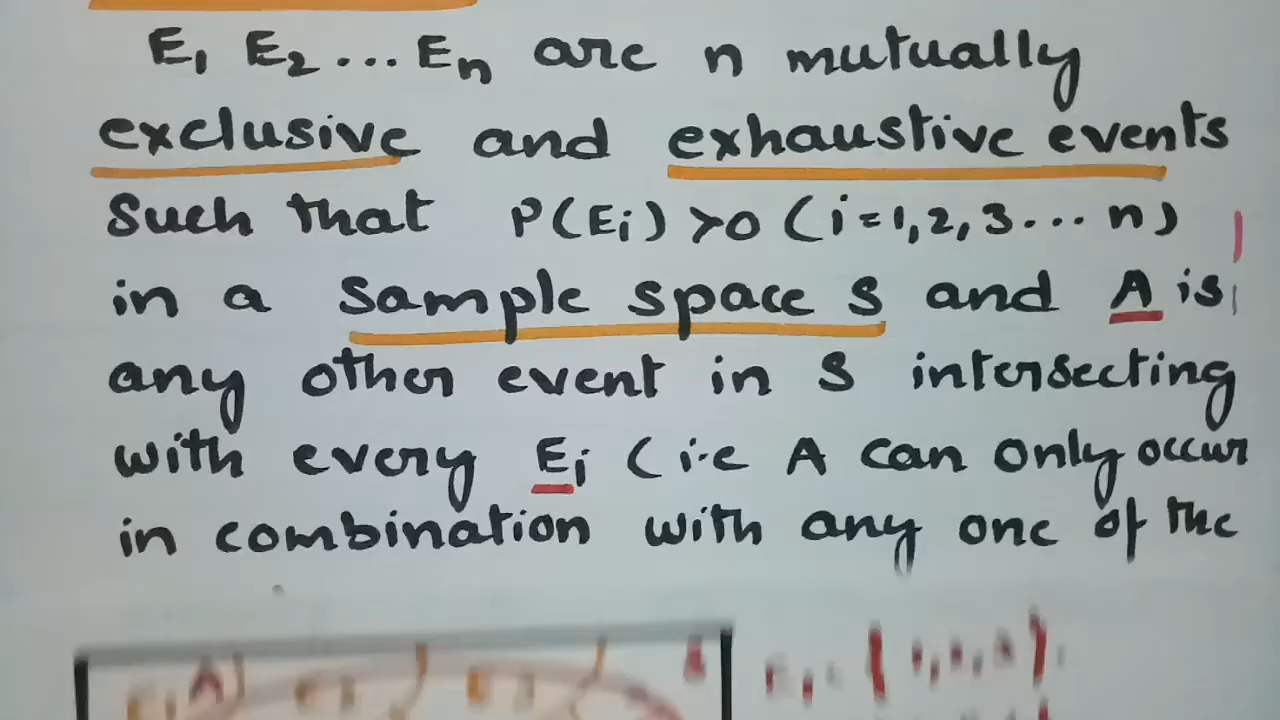 E1 E2 ... En are n mutually
exclusive and exhaustive events
Such that P(Ei) >0 (i=1,2,3... n)
in a Sample space S and A is
any other event in S intersecting
with every Ei (i.e A can only occur
in combination with any one of the